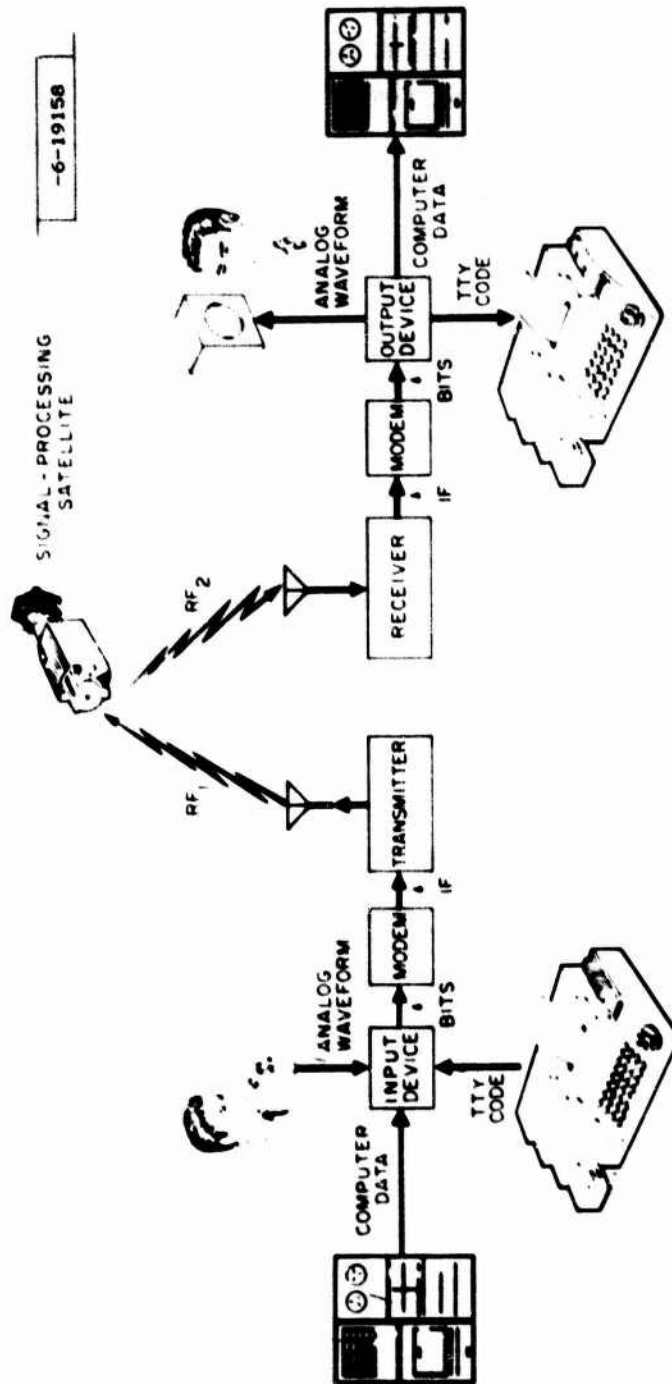 -6-19158
SIGNAL-PROCESSING
SATELLITE
RF1
RF2
COMPUTER
DATA
ANALOG
WAVEFORM
TTY
CODE
INPUT
DEVICE
BITS
MODEM
IF
TRANSMITTER
RECEIVER
IF
MODEM
BITS
OUTPUT
DEVICE
ANALOG
WAVEFORM
COMPUTER
DATA
TTY
CODE